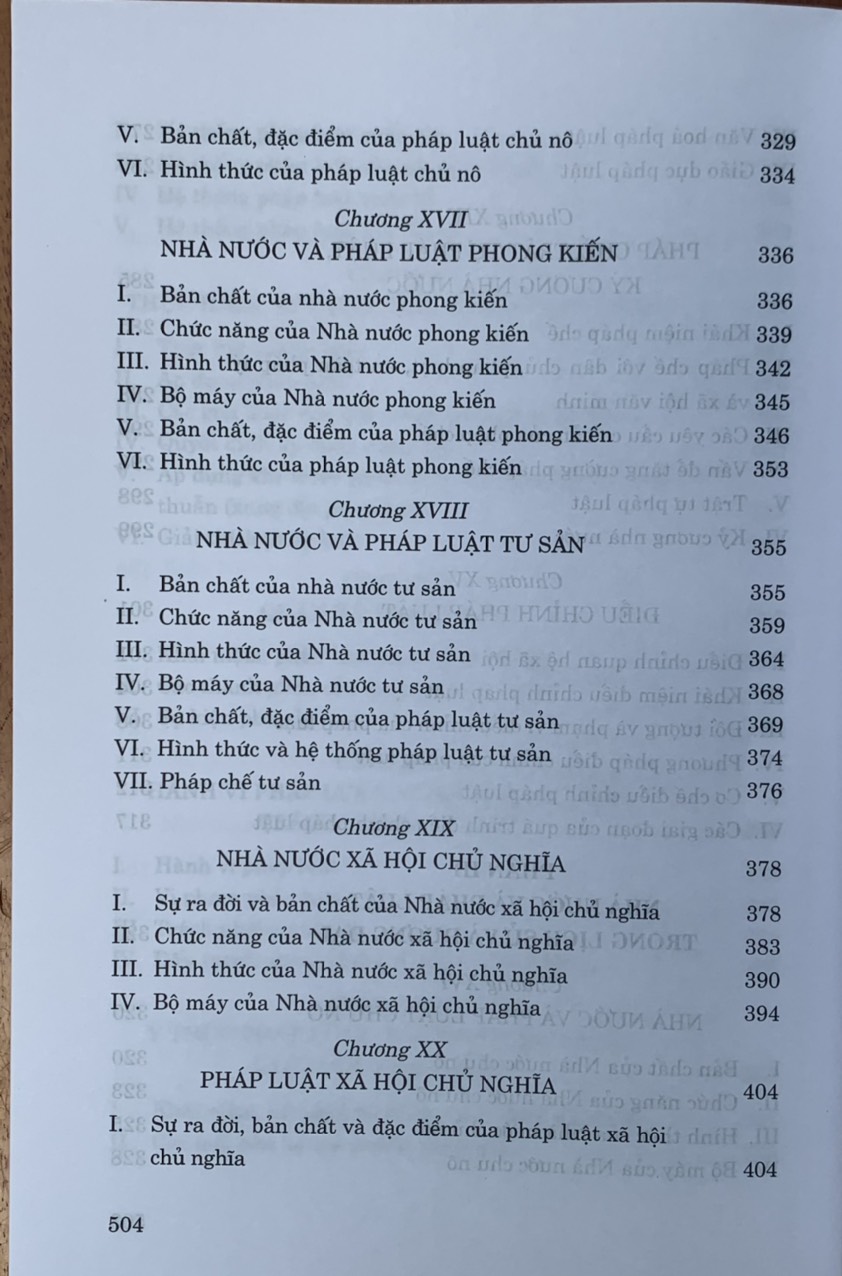 V. Bản chất, đặc điểm của pháp luật chủ nô 329
VI. Hình thức của pháp luật chủ nô 334
Chương XVII
NHÀ NƯỚC VÀ PHÁP LUẬT PHONG KIẾN 336
I. Bản chất của nhà nước phong kiến 336
II. Chức năng của Nhà nước phong kiến 339
III. Hình thức của Nhà nước phong kiến 342
IV. Bộ máy của Nhà nước phong kiến 345
V. Bản chất, đặc điểm của pháp luật phong kiến 346
VI. Hình thức của pháp luật phong kiến 353
Chương XVIII
NHÀ NƯỚC VÀ PHÁP LUẬT TƯ SẢN 355
I. Bản chất của nhà nước tư sản 355
II. Chức năng của Nhà nước tư sản 359
III. Hình thức của Nhà nước tư sản 364
IV. Bộ máy của Nhà nước tư sản 368
V. Bản chất, đặc điểm của pháp luật tư sản 369
VI. Hình thức và hệ thống pháp luật tư sản 374
VII. Pháp chế tư sản 376
Chương XIX
NHÀ NƯỚC XÃ HỘI CHỦ NGHĨA 378
I. Sự ra đời và bản chất của Nhà nước xã hội chủ nghĩa 378
II. Chức năng của Nhà nước xã hội chủ nghĩa 383
III. Hình thức của Nhà nước xã hội chủ nghĩa 390
IV. Bộ máy của Nhà nước xã hội chủ nghĩa 394
Chương XX
PHÁP LUẬT XÃ HỘI CHỦ NGHĨA 404
I. Sự ra đời, bản chất và đặc điểm của pháp luật xã hội
chủ nghĩa 404
504